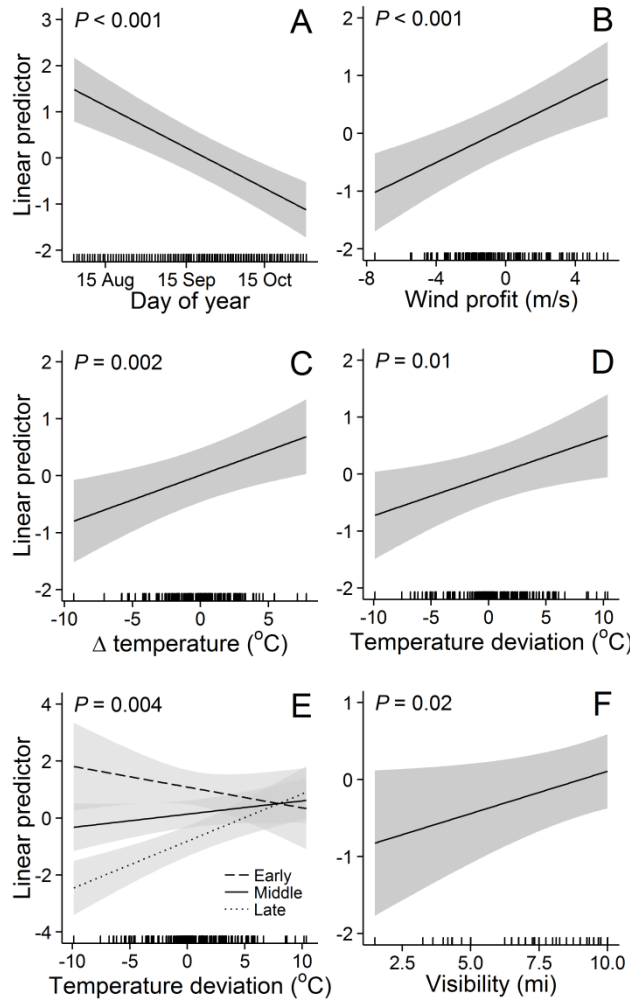 P < 0.001
A
3
2
1
0
-1
-2
Linear predictor
15 Aug 15 Sep 15 Oct
Day of year
P < 0.001
B
2
1
0
-1
-2
-8 -4 0 4
Wind profit (m/s)
P = 0.002
C
2
1
0
-1
-2
Linear predictor
-10 -5 0 5
Δ temperature (°C)
P = 0.01
D
2
1
0
-1
-2
-10 -5 0 5 10
Temperature deviation (°C)
P = 0.004
E
4
2
0
-2
-4
Linear predictor
Early
Middle
Late
-10 -5 0 5 10
Temperature deviation (°C)
P = 0.02
F
1
0
-1
-2
2.5 5.0 7.5 10.0
Visibility (mi)